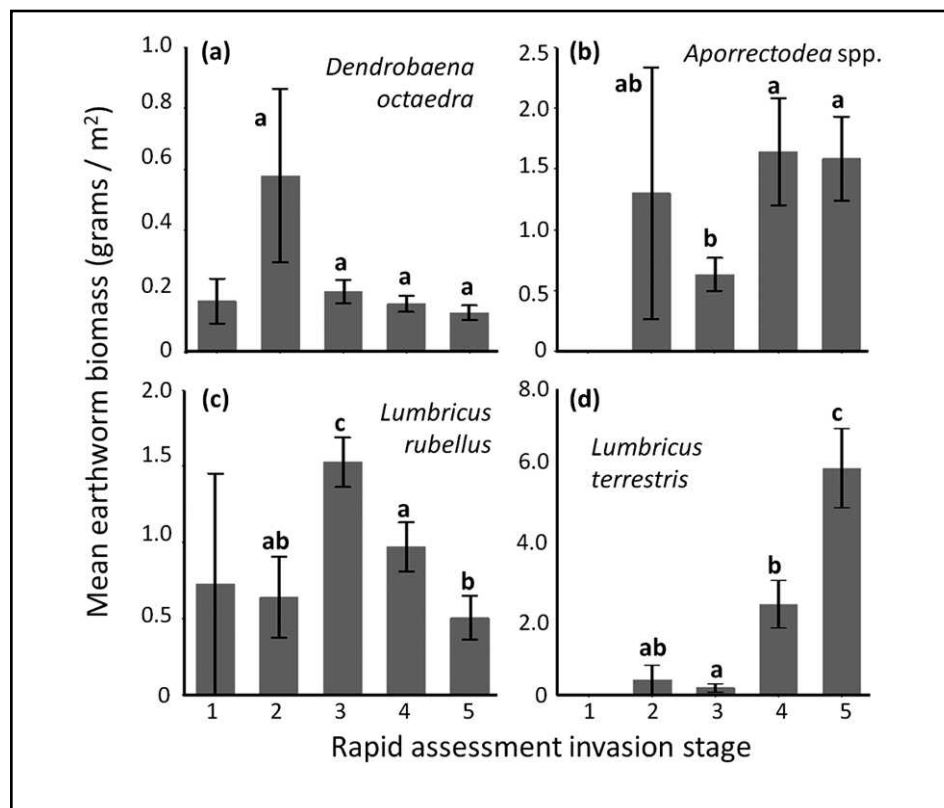 Mean earthworm biomass (grams / m²)
(a)
Dendrobaena
octaedra
1.0
0.8
0.6
0.4
0.2
0
a
a
a
a
(b)
Aporrectodea spp.
2.5
2.0
1.5
1.0
0.5
0
ab
b
a
a
(c)
Lumbricus
rubellus
2.0
1.5
1.0
0.5
0
ab
c
a
b
1 2 3 4 5
(d)
Lumbricus
terrestris
8.0
6.0
4.0
2.0
0
ab
a
b
c
1 2 3 4 5
Rapid assessment invasion stage